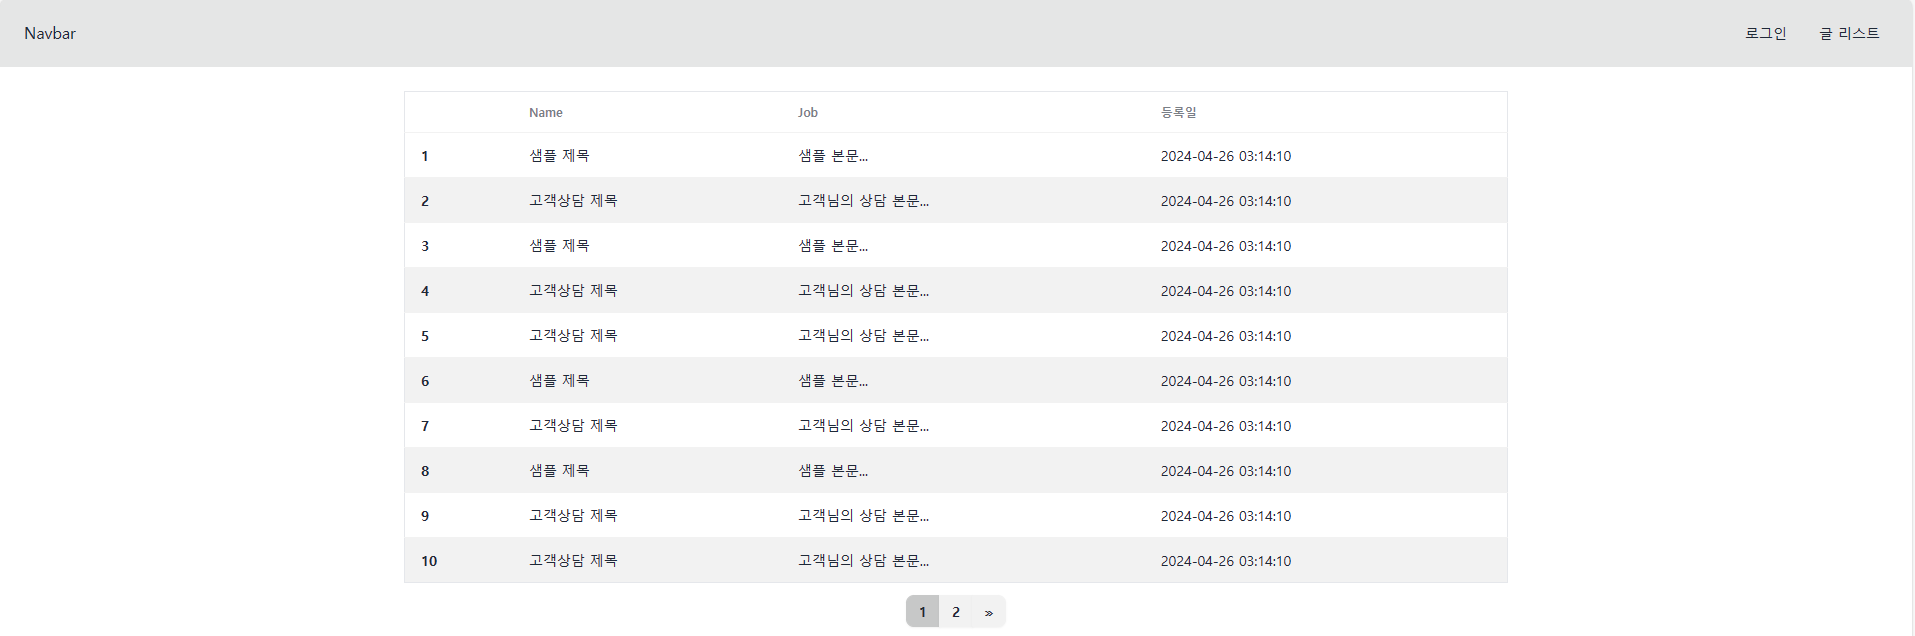 Navbar 로그인 글 리스트
Name Job 등록일
1 샘플 제목 샘플 본문... 2024-04-26 03:14:10
2 고객상담 제목 고객님의 상담 본문... 2024-04-26 03:14:10
3 샘플 제목 샘플 본문... 2024-04-26 03:14:10
4 고객상담 제목 고객님의 상담 본문... 2024-04-26 03:14:10
5 고객상담 제목 고객님의 상담 본문... 2024-04-26 03:14:10
6 샘플 제목 샘플 본문... 2024-04-26 03:14:10
7 고객상담 제목 고객님의 상담 본문... 2024-04-26 03:14:10
8 샘플 제목 샘플 본문... 2024-04-26 03:14:10
9 고객상담 제목 고객님의 상담 본문... 2024-04-26 03:14:10
10 고객상담 제목 고객님의 상담 본문... 2024-04-26 03:14:10
1 2 »